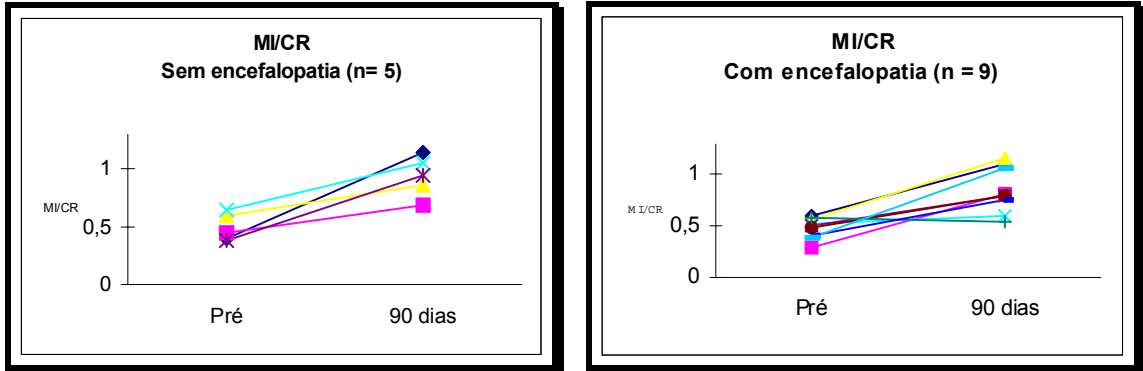 MI/CR
Sem encefalopatia (n= 5)
1
MI/CR
0,5
0
Pré 90 dias
MI/CR
Com encefalopatia (n = 9)
1
MI/CR
0,5
0
Pré 90 dias